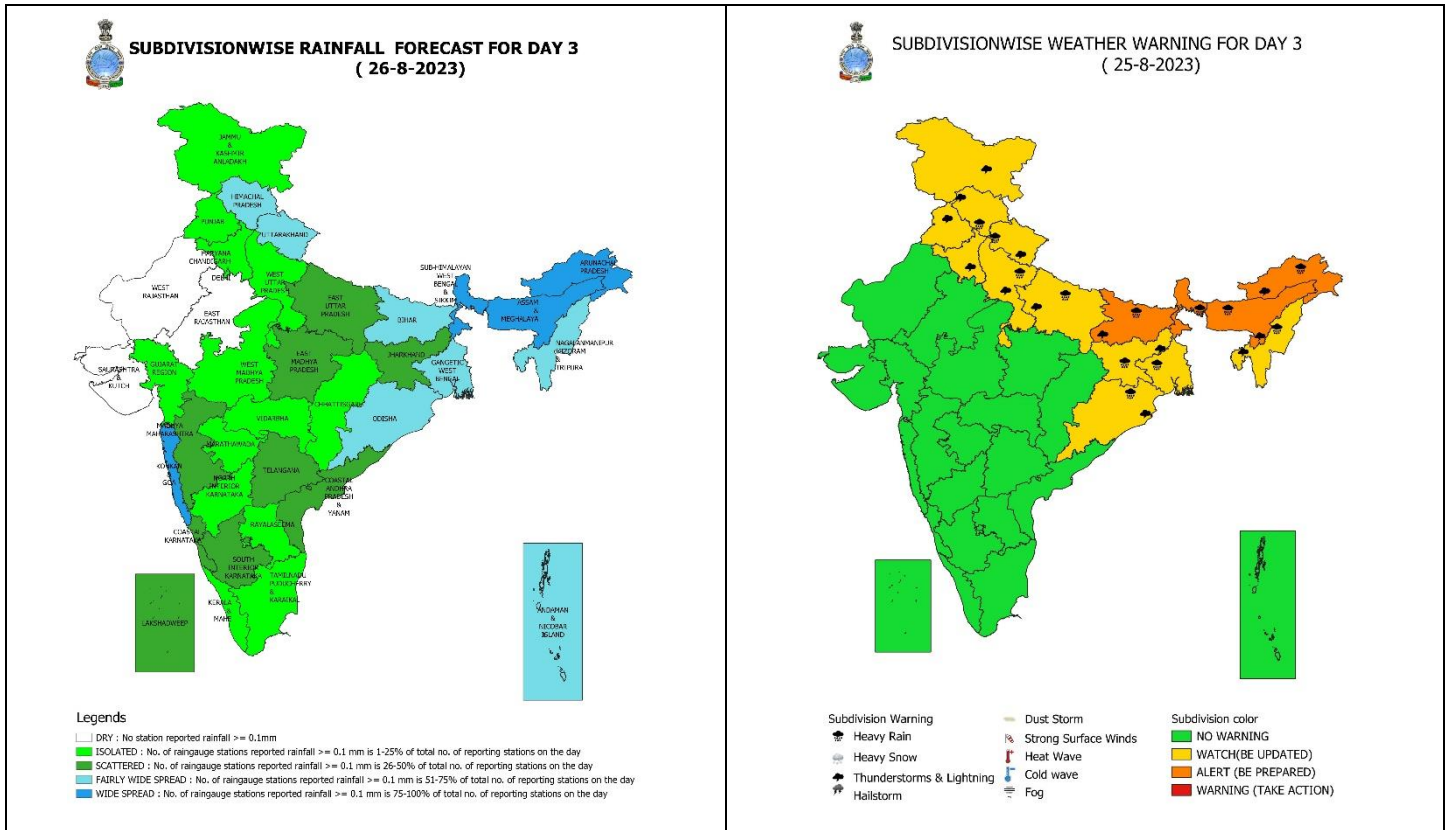 SUBDIVISIONWISE RAINFALL FORECAST FOR DAY 3
( 26-8-2023)
JAMMU
&
KASHMIR
ANLADAKH
HIMACHAL
PRADESH
PUNJAB
UTTARAKHAND
HARYANA
CHANDIGARH
DELHI
WEST
UTTAR
PRADESH
WEST
RAJASTHAN
EAST
RAJASTHAN
EAST
UTTAR
PRADESH
SUB-HIMALAYAN
WEST
BENGAL
&
SIKKIM
ARUNACHAL
PRADESH
ASSAM
&
MEGHALAYA
BIHAR
NAGALANMANIPUR
MIZORAM
&
TRIPURA
JHARKHAND
GANGETIC
WEST
BENGAL
SAURASHTRA
&
KUTCH
GUJARAT
REGION
WEST
MADHYA
PRADESH
EAST
MADHYA
PRADESH
CHHATTISGARH
ODISHA
VIDARBHA
MADHYA
MAHARASHTRA
MARATHAWADA
KONKAN
&
GOA
TELANGANA
NORTH
INTERIOR
KARNATAKA
COASTAL
ANDHRA
PRADESH
&
YANAM
RAYALASEEMA
COASTAL
KARNATAKA
SOUTH
INTERIOR
KARNATAKA
TAMILNADU
PUDUCHERRY
&
KARAIKAL
KERALA
&
MAHE
LAKSHADWEEP
ANDAMAN
&
NICOBAR
ISLAND
Legends
DRY : No station reported rainfall >= 0.1mm
ISOLATED : No. of raingauge stations reported rainfall >= 0.1 mm is 1-25% of total no. of reporting stations on the day
SCATTERED : No. of raingauge stations reported rainfall >= 0.1 mm is 26-50% of total no. of reporting stations on the day
FAIRLY WIDE SPREAD : No. of raingauge stations reported rainfall >= 0.1 mm is 51-75% of total no. of reporting stations on the day
WIDE SPREAD : No. of raingauge stations reported rainfall >= 0.1 mm is 75-100% of total no. of reporting stations on the day
SUBDIVISIONWISE WEATHER WARNING FOR DAY 3
( 25-8-2023)
Subdivision Warning
Heavy Rain
Heavy Snow
Thunderstorms & Lightning
Hailstorm
Dust Storm
Strong Surface Winds
Heat Wave
Cold wave
Fog
Subdivision color
NO WARNING
WATCH(BE UPDATED)
ALERT (BE PREPARED)
WARNING (TAKE ACTION)